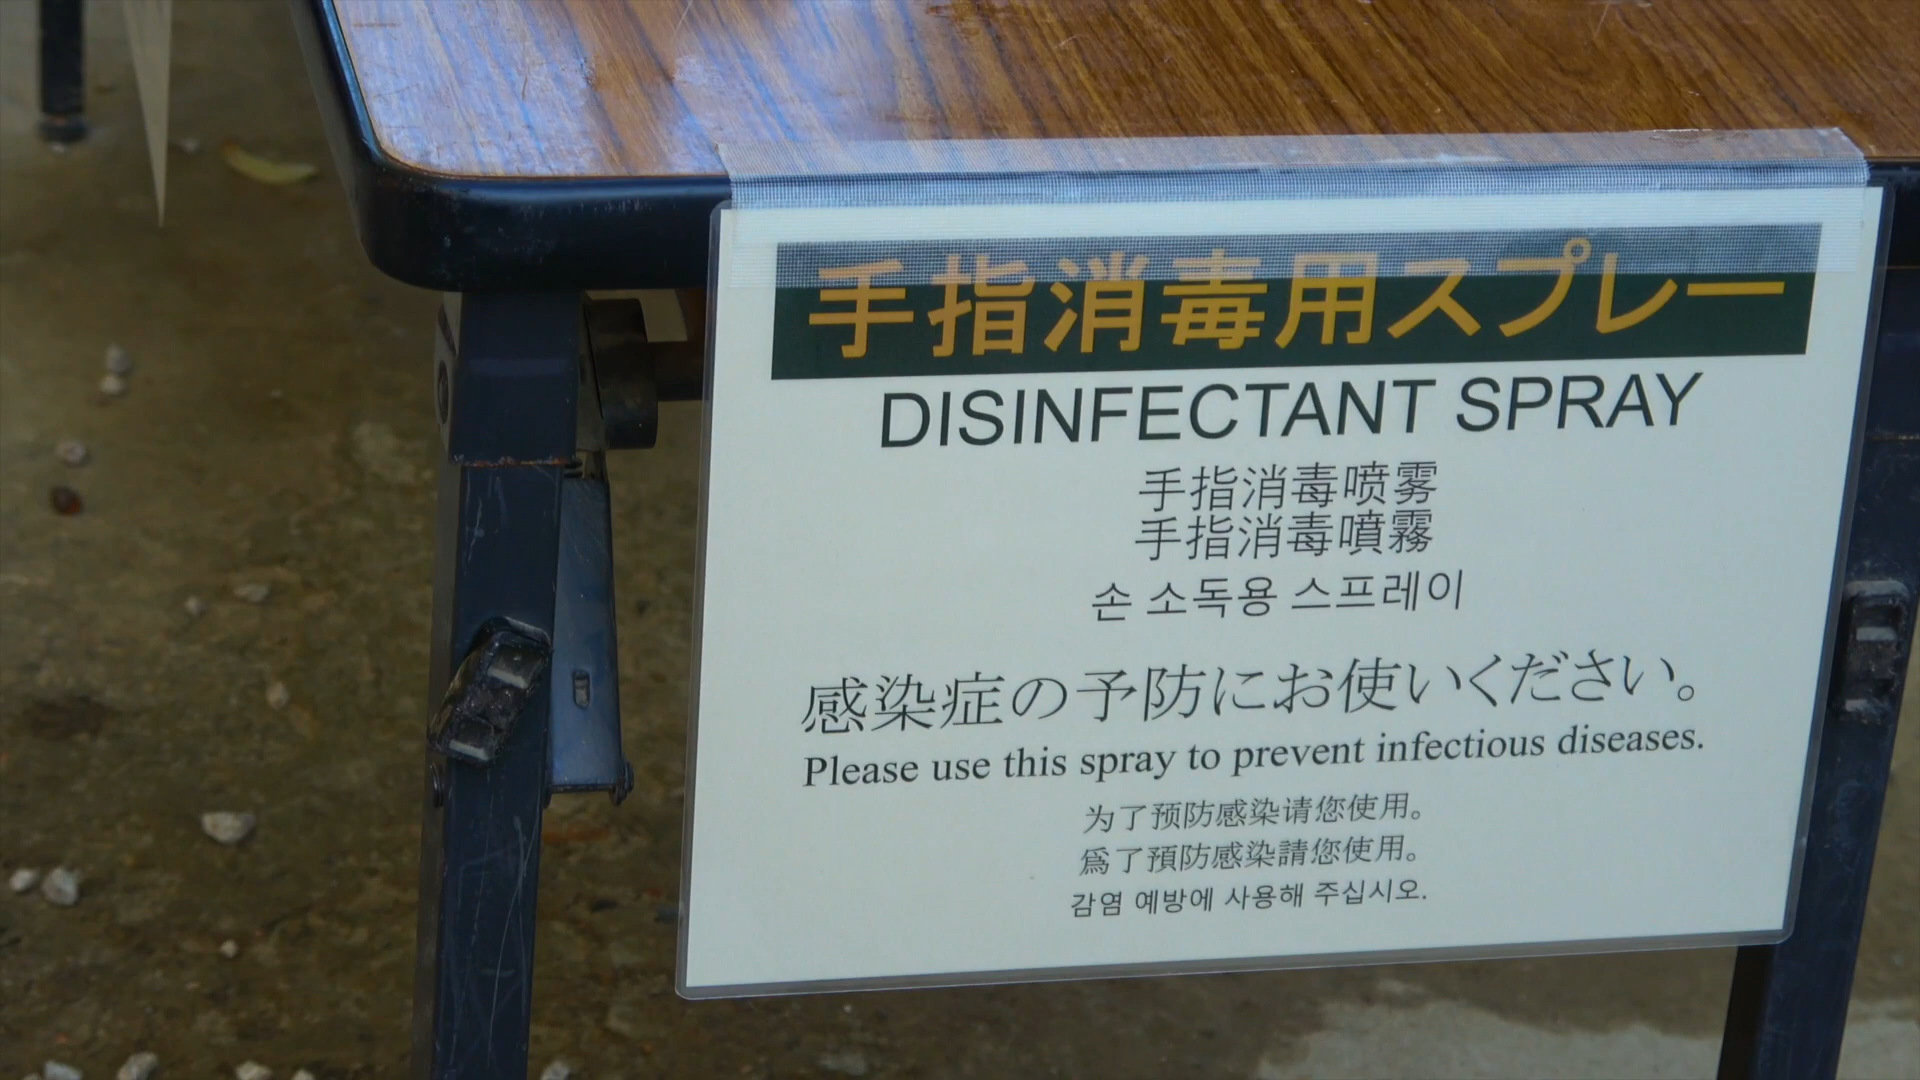 手指消毒用スプレー
DISINFECTANT SPRAY
手指消毒喷雾
手指消毒噴霧
손 소독용 스프레이
感染症の予防にお使いください。
Please use this spray to prevent infectious diseases.
为了预防感染请您使用。
爲了預防感染請您使用。
감염 예방에 사용해 주십시오.